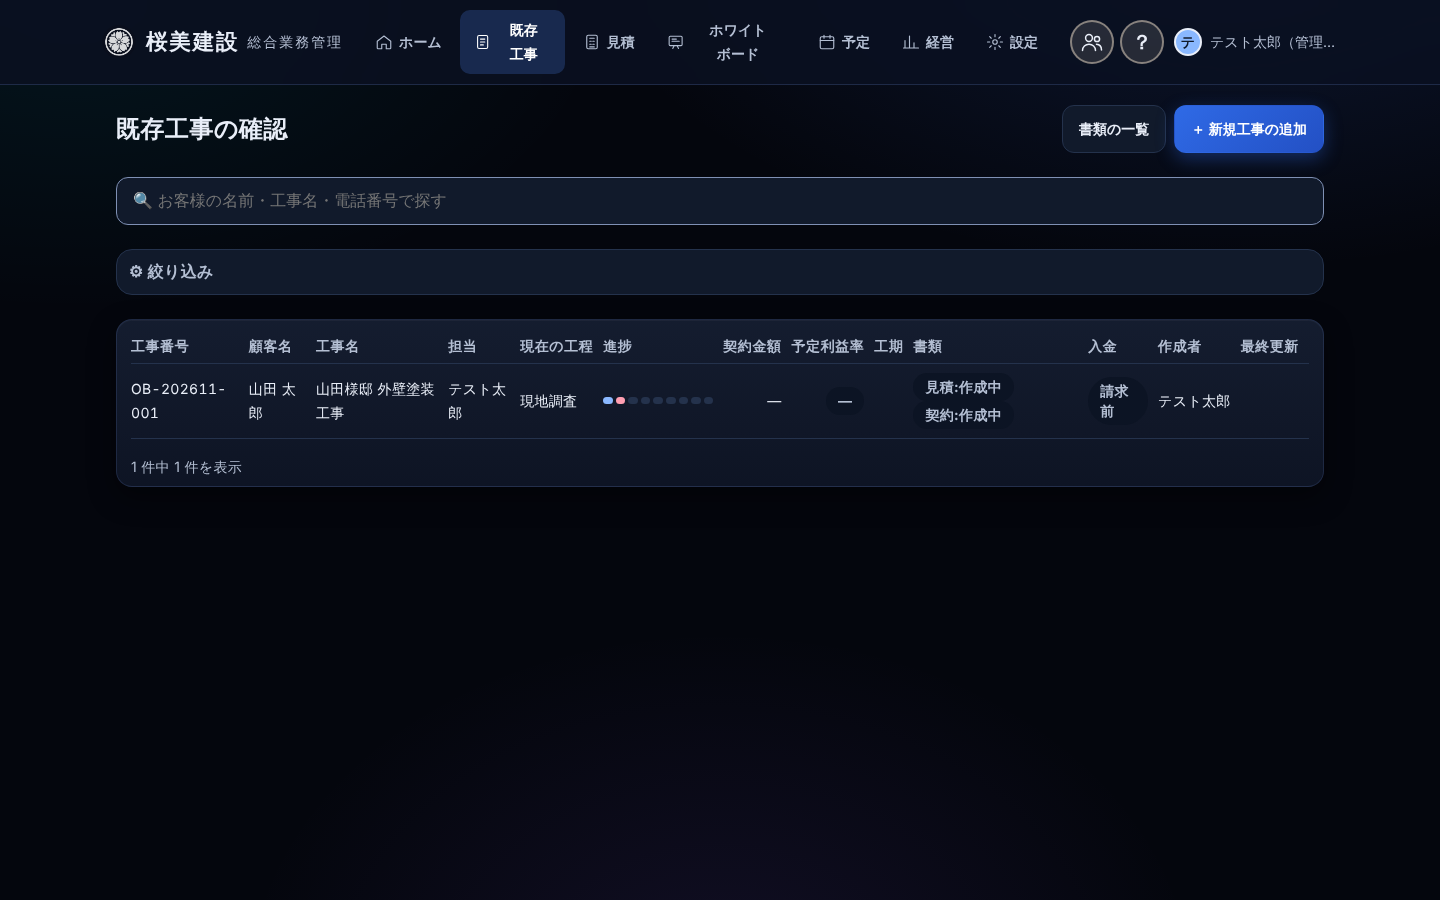 桜美建設 総合業務管理
ホーム
既存
工事
見積
ホワイト
ボード
予定
経営
設定
?
テ テスト太郎（管理...
既存工事の確認
書類の一覧
+ 新規工事の追加
🔍 お客様の名前・工事名・電話番号で探す
⚙ 絞り込み
工事番号 顧客名 工事名 担当 現在の工程 進捗 契約金額 予定利益率 工期 書類 入金 作成者 最終更新
OB-202611-
001
山田 太
郎
山田様邸 外壁塗装
工事
テスト太
郎
現地調査
—
—
見積:作成中
契約:作成中
請求
前
テスト太郎
1 件中 1 件を表示